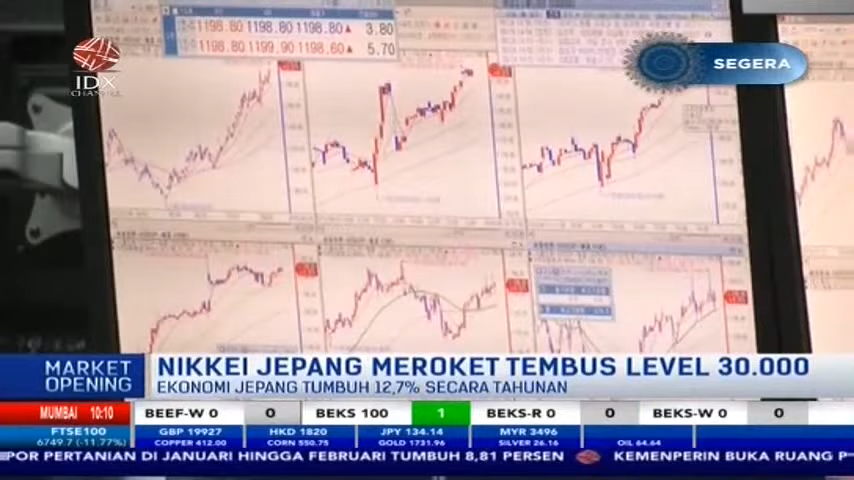 1198.80 1198.80 1198.80▲ 3.80
1198.80 1199.90 1198.60▲ 5.70
IDX
CHANNEL
SEGERA
MARKET OPENING
NIKKEI JEPANG MEROKET TEMBUS LEVEL 30.000
EKONOMI JEPANG TUMBUH 12,7% SECARA TAHUNAN
MUMBAI 10:10 BEEF-W 0 0 BEKS 100 1 BEKS-R 0 0 BEKS-W 0 0
FTSE100 GBP 19927 HKD 1820 JPY 134.14 MYR 3496
6749.7 (-11.77%) COPPER 412.00 CORN 550.75 GOLD 1731.96 SILVER 26.16 OIL 64.64
POR PERTANIAN DI JANUARI HINGGA FEBRUARI TUMBUH 8,81 PERSEN KEMENPERIN BUKA RUANG P